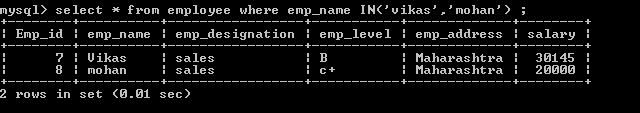 mysql> select * from employee where emp_name IN('vikas','mohan') ;
+--------+----------+-----------------+-----------+-------------+--------+
| Emp_id | emp_name | emp_designation | emp_level | emp_address | salary |
+--------+----------+-----------------+-----------+-------------+--------+
|      7 | Vikas    | sales           | B         | Maharashtra |  30145 |
|      8 | mohan    | sales           | c+        | Maharashtra |  20000 |
+--------+----------+-----------------+-----------+-------------+--------+
2 rows in set (0.01 sec)